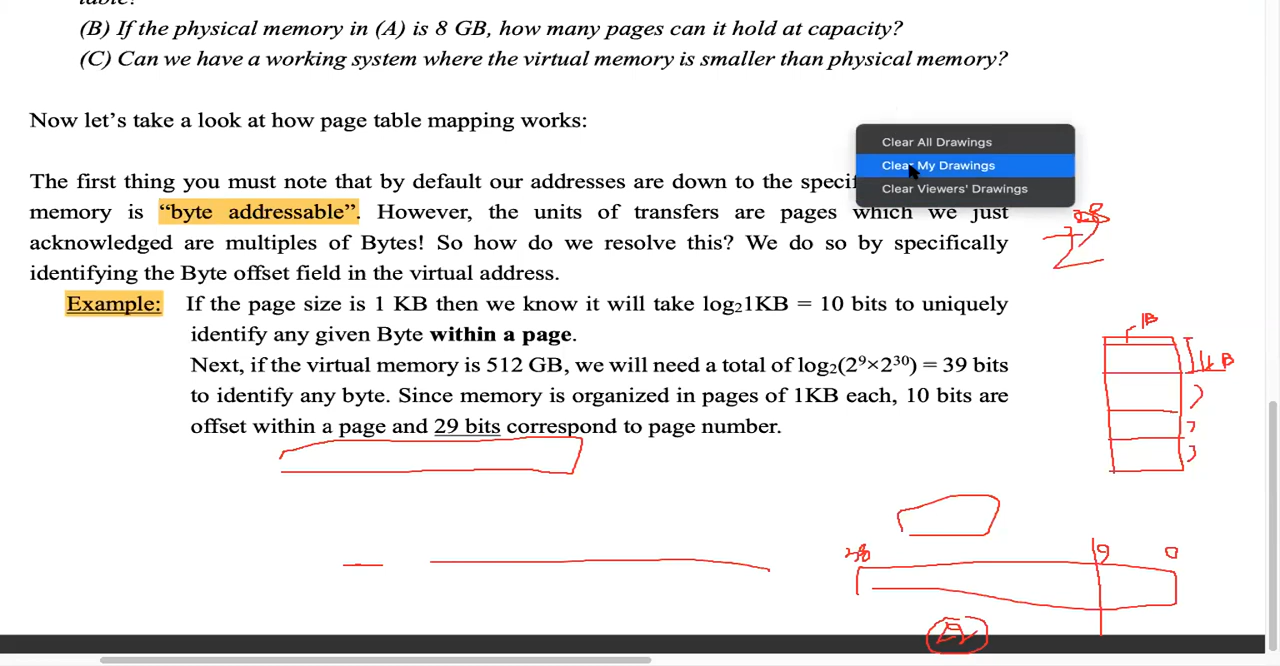 table?
(B) If the physical memory in (A) is 8 GB, how many pages can it hold at capacity?
(C) Can we have a working system where the virtual memory is smaller than physical memory?
Now let's take a look at how page table mapping works:
Clear All Drawings
Clear My Drawings
Clear Viewers' Drawings
The first thing you must note that by default our addresses are down to the
memory is “byte addressable”. However, the units of transfers are pages which we just
acknowledged are multiples of Bytes! So how do we resolve this? We do so by specifically
identifying the Byte offset field in the virtual address.
Example: If the page size is 1 KB then we know it will take log₂1KB = 10 bits to uniquely
identify any given Byte within a page.
Next, if the virtual memory is 512 GB, we will need a total of log₂(2⁹×2³⁰) = 39 bits
to identify any byte. Since memory is organized in pages of 1KB each, 10 bits are
offset within a page and 29 bits correspond to page number.
1B
1KB
38 9 0